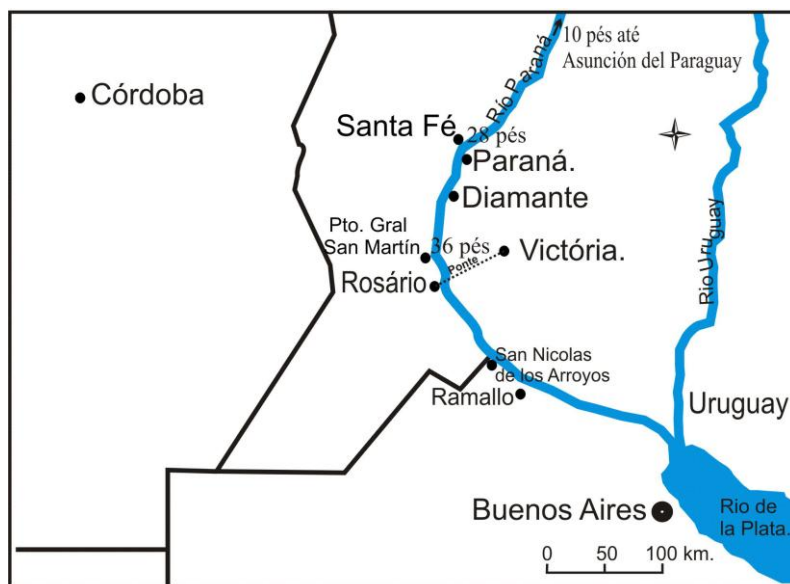 10 pés até
Asunción del Paraguay
Río Paraná
Córdoba
Santa Fé
28 pés
Paraná.
Diamante
Río Uruguay
Pto. Gral
San Martín
36 pés
Victória.
Ponte
Rosário
San Nicolas
de los Arroyos
Ramallo
Uruguay
Buenos Aires
Rio de
la Plata.
0 50 100 km.